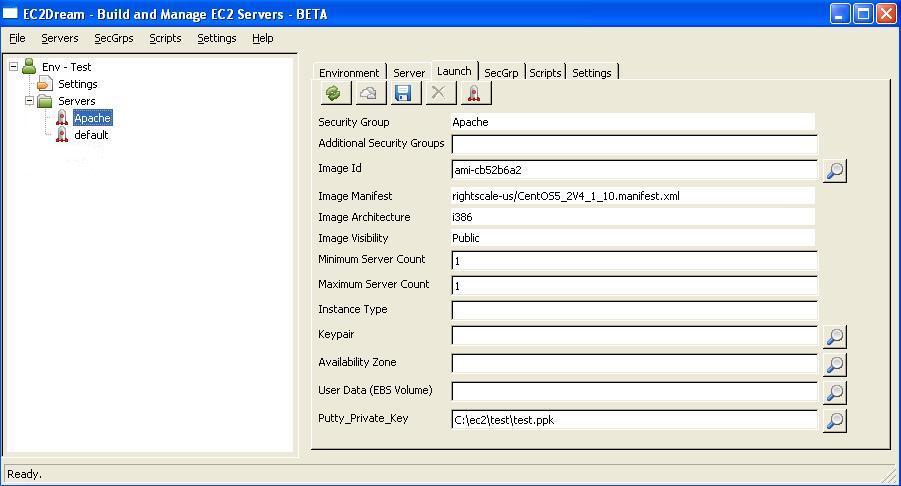 EC2Dream - Build and Manage EC2 Servers - BETA
File Servers SecGrps Scripts Settings Help
Env - Test
Settings
Servers
Apache
default
Environment Server Launch SecGrp Scripts Settings
Security Group Apache
Additional Security Groups
Image Id ami-cb52b6a2
Image Manifest rightscale-us/CentOS5_2V4_1_10.manifest.xml
Image Architecture i386
Image Visibility Public
Minimum Server Count 1
Maximum Server Count 1
Instance Type
Keypair
Availability Zone
User Data (EBS Volume)
Putty_Private_Key C:\ec2\test\test.ppk
Ready.